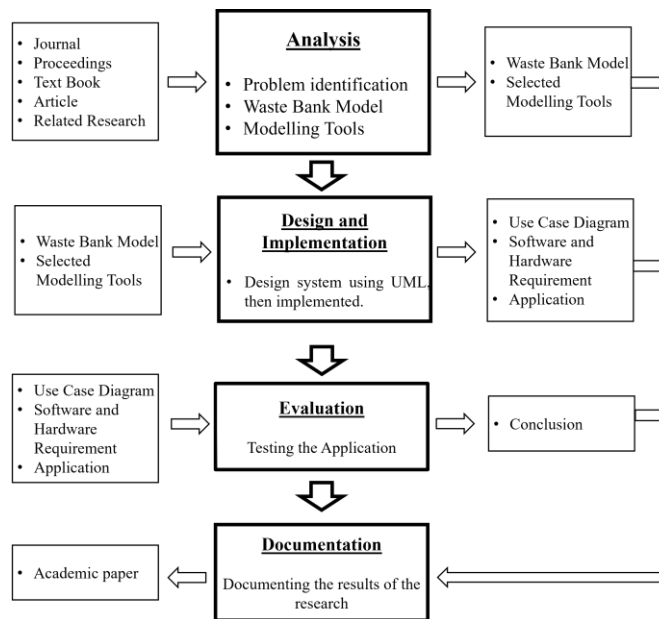 • Journal
• Proceedings
• Text Book
• Article
• Related Research
Analysis
• Problem identification
• Waste Bank Model
• Modelling Tools
• Waste Bank Model
• Selected
Modelling Tools
• Waste Bank Model
• Selected
Modelling Tools
Design and
Implementation
• Design system using UML,
then implemented.
• Use Case Diagram
• Software and
Hardware
Requirement
• Application
• Use Case Diagram
• Software and
Hardware
Requirement
• Application
Evaluation
Testing the Application
• Conclusion
• Academic paper
Documentation
Documenting the results of the
research